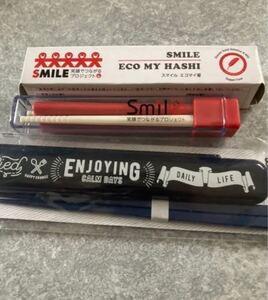 SMILE
笑顔でつながる
プロジェクト
SMILE
ECO MY HASHI
スマイル エコマイ箸
Smil
笑顔でつながるプロジェクト
ENJOYING
CALM DAYS
DAILY LIFE